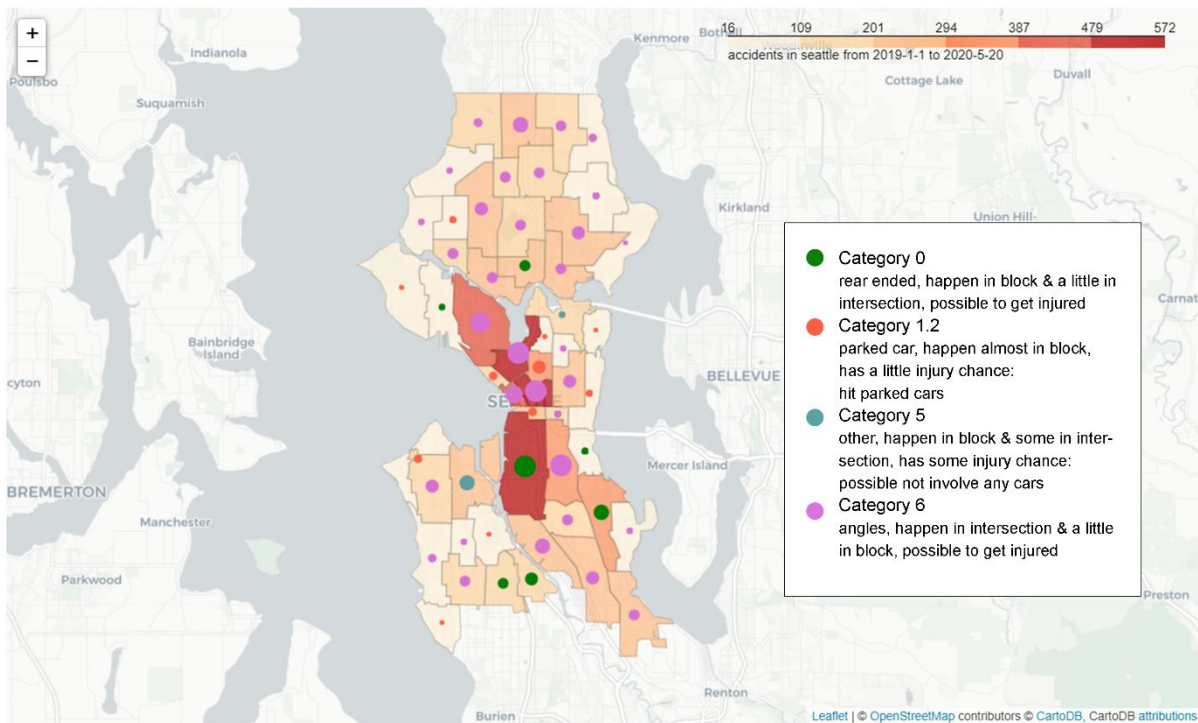 +
−
Indianola
Kenmore
16 109 201 294 387 479 572
accidents in seattle from 2019-1-1 to 2020-5-20
Poulsbo
Cottage Lake
Duvall
Suquamish
Kirkland
Union Hill-
Category 0
rear ended, happen in block & a little in
intersection, possible to get injured
Carnat
Category 1.2
parked car, happen almost in block,
has a little injury chance:
hit parked cars
Bainbridge
Island
cyton
BELLEVUE
SE
Category 5
other, happen in block & some in inter-
section, has some injury chance:
possible not involve any cars
Mercer Island
BREMERTON
Manchester
Category 6
angles, happen in intersection & a little
in block, possible to get injured
Parkwood
Preston
Renton
Burien
Leaflet | © OpenStreetMap contributors © CartoDB, CartoDB attributions